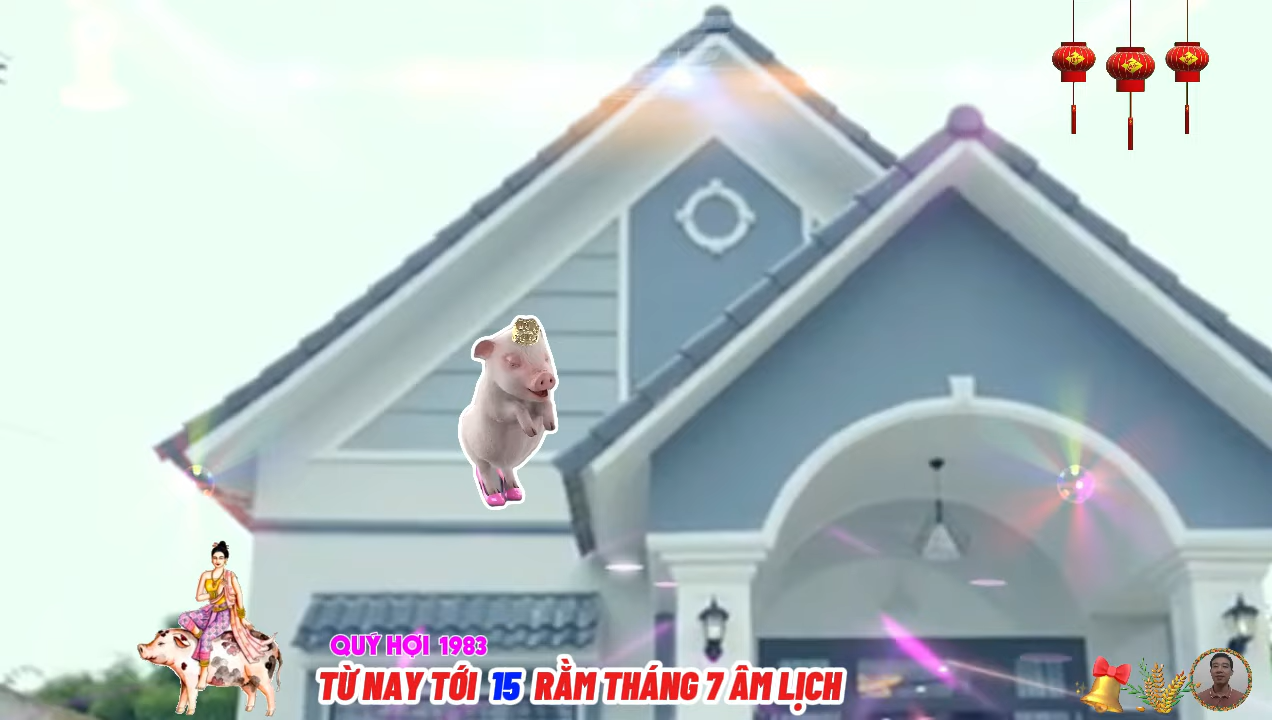 QUÝ HỢI 1983
TỪ NAY TỚI 15 RẰM THÁNG 7 ÂM LỊCH